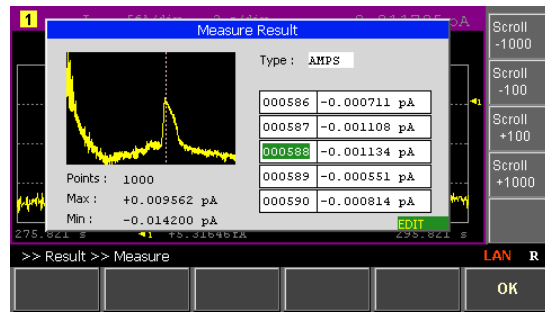 1
Measure Result
Type : AMPS
000586 -0.000711 pA
000587 -0.001108 pA
000588 -0.001134 pA
000589 -0.000551 pA
000590 -0.000814 pA
Points : 1000
Max : +0.009562 pA
Min : -0.014200 pA
EDIT
275.821 s
295.821 s
>> Result >> Measure
LAN R
Scroll
-1000
Scroll
-100
Scroll
+100
Scroll
+1000
OK